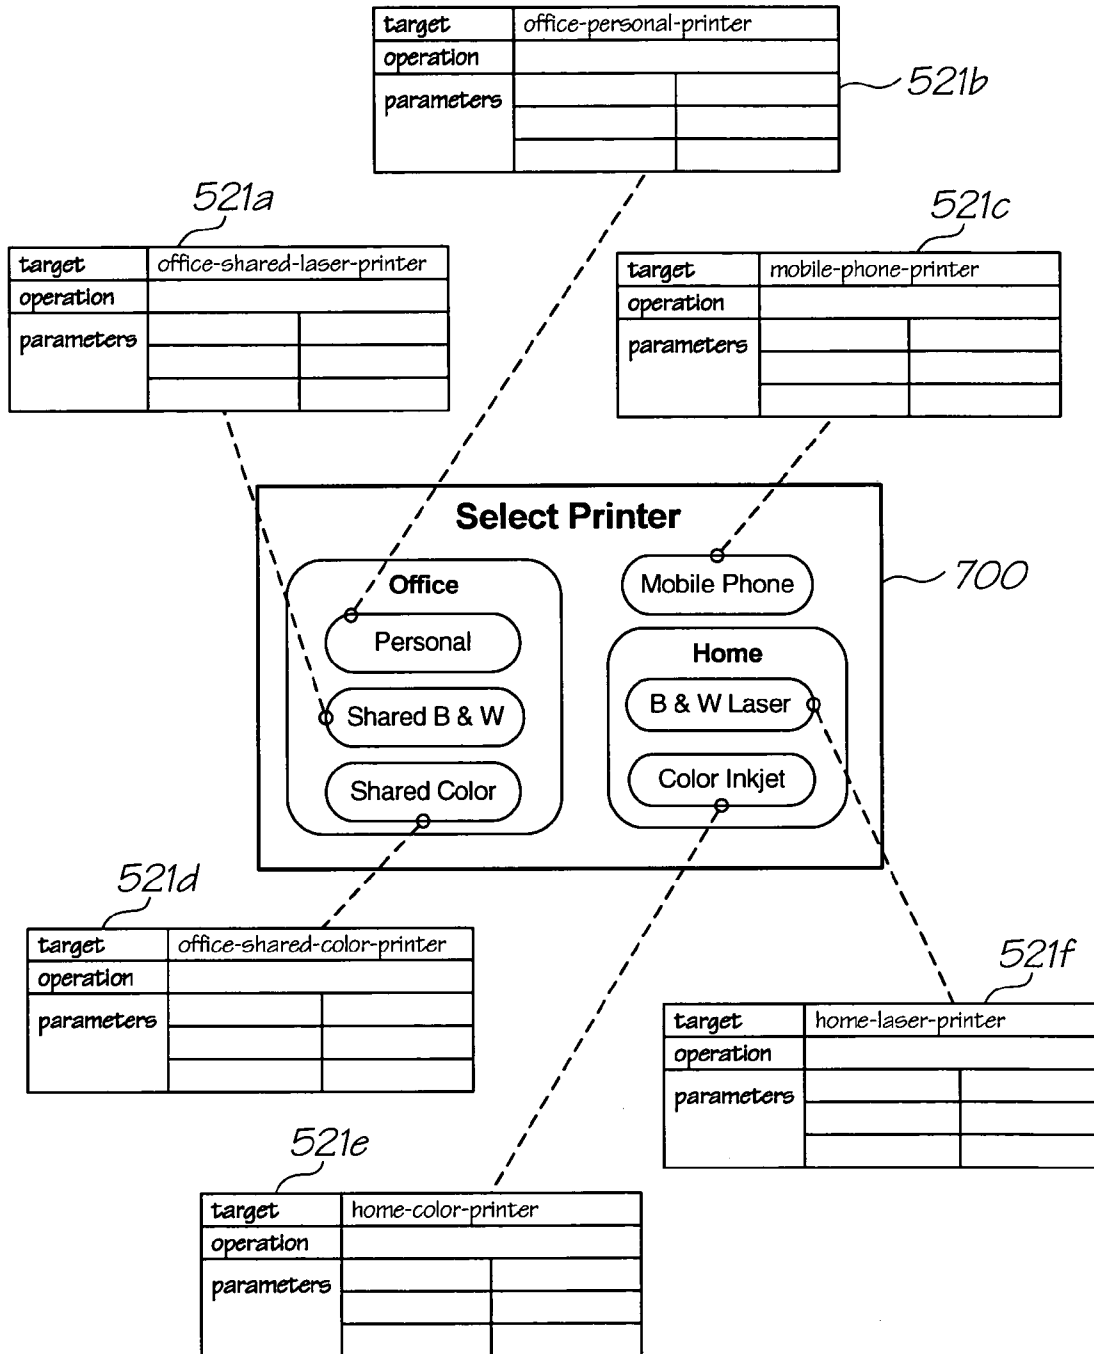 target office-personal-printer
operation
parameters
521b
521a
target office-shared-laser-printer
operation
parameters
521c
target mobile-phone-printer
operation
parameters
Select Printer
Office
Personal
Shared B & W
Shared Color
Mobile Phone
Home
B & W Laser
Color Inkjet
700
521d
target office-shared-color-printer
operation
parameters
521f
target home-laser-printer
operation
parameters
521e
target home-color-printer
operation
parameters